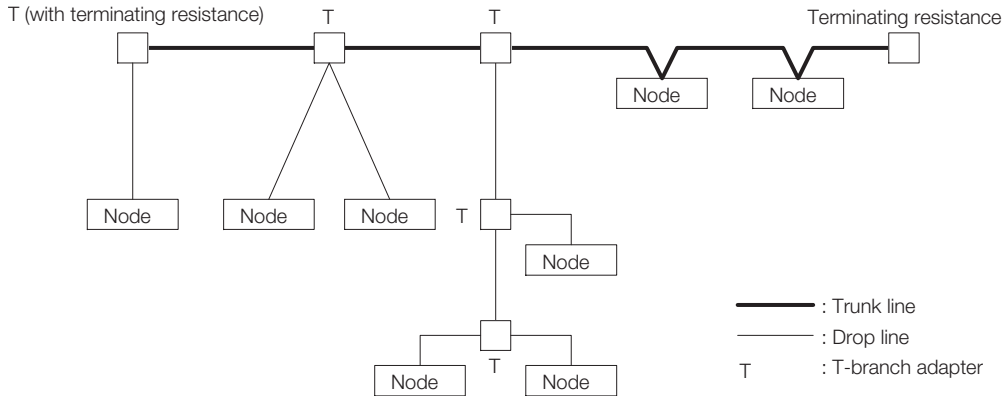 T (with terminating resistance)
T
T
Terminating resistance
Node
Node
Node
Node
Node
T
Node
: Trunk line
: Drop line
T
: T-branch adapter
T
Node
Node